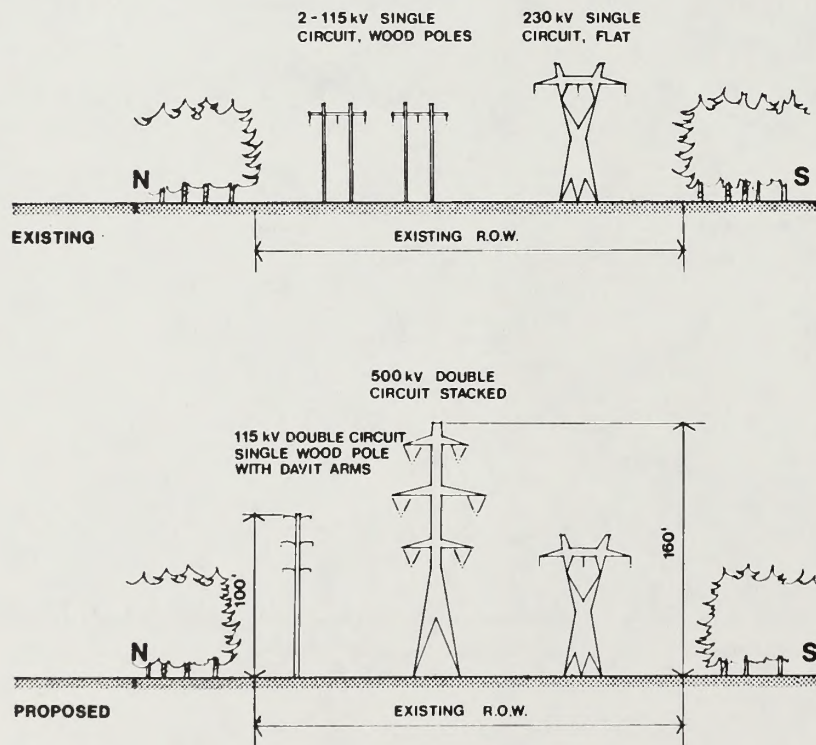 2-115 kV SINGLE
CIRCUIT, WOOD POLES
230 kV SINGLE
CIRCUIT, FLAT
N
S
EXISTING
EXISTING R.O.W.
500 kV DOUBLE
CIRCUIT STACKED
115 kV DOUBLE CIRCUIT
SINGLE WOOD POLE
WITH DAVIT ARMS
100'
160'
N
S
PROPOSED
EXISTING R.O.W.